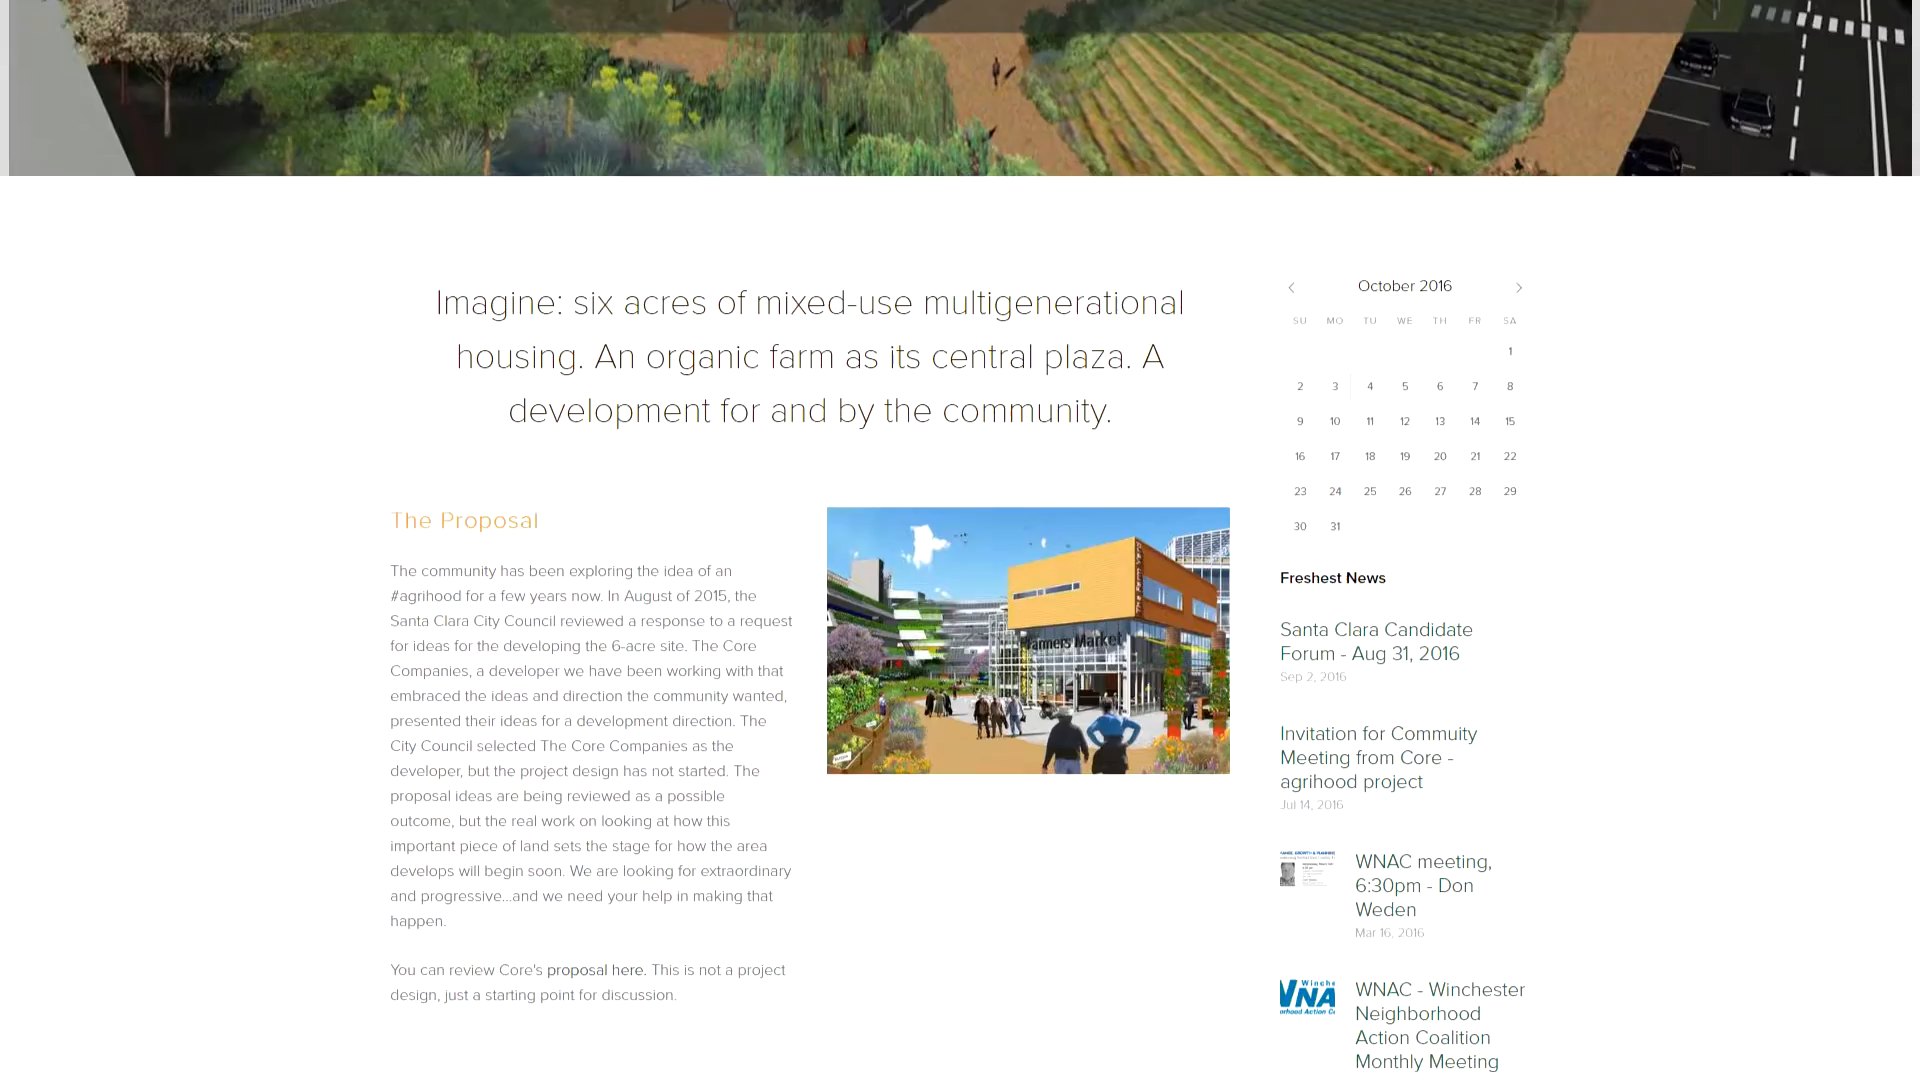 Imagine: six acres of mixed-use multigenerational
housing. An organic farm as its central plaza. A
development for and by the community.
The Proposal
The community has been exploring the idea of an
#agrihood for a few years now. In August of 2015, the
Santa Clara City Council reviewed a response to a request
for ideas for the developing the 6-acre site. The Core
Companies, a developer we have been working with that
embraced the ideas and direction the community wanted,
presented their ideas for a development direction. The
City Council selected The Core Companies as the
developer, but the project design has not started. The
proposal ideas are being reviewed as a possible
outcome, but the real work on looking at how this
important piece of land sets the stage for how the area
develops will begin soon. We are looking for extraordinary
and progressive...and we need your help in making that
happen.
You can review Core's proposal here. This is not a project
design, just a starting point for discussion.
Market
October 2016
SU MO TU WE TH FR SA
1
2 3 4 5 6 7 8
9 10 11 12 13 14 15
16 17 18 19 20 21 22
23 24 25 26 27 28 29
30 31
Freshest News
Santa Clara Candidate
Forum - Aug 31, 2016
Sep 2, 2016
Invitation for Commuity
Meeting from Core -
agrihood project
Jul 14, 2016
WNAC meeting,
6:30pm - Don
Weden
Mar 16, 2016
WNAC - Winchester
Neighborhood
Action Coalition
Monthly Meeting